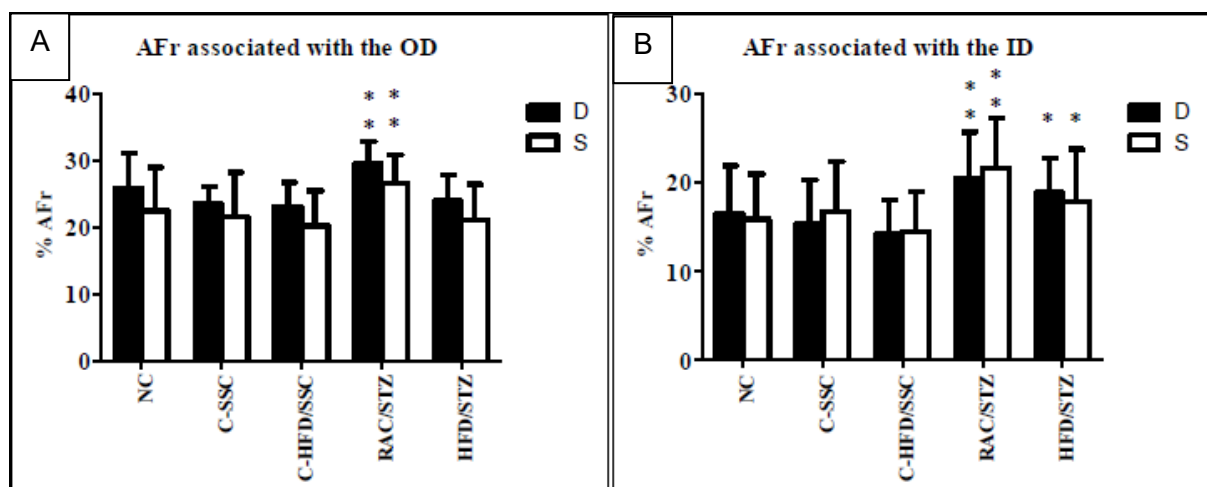 A
AFr associated with the OD
% AFr
40
30
20
10
0
* *
* *
D
S
NC
C-SSC
C-HFD/SSC
RAC/STZ
HFD/STZ
B
AFr associated with the ID
% AFr
30
20
10
0
* *
* *
* *
D
S
NC
C-SSC
C-HFD/SSC
RAC/STZ
HFD/STZ